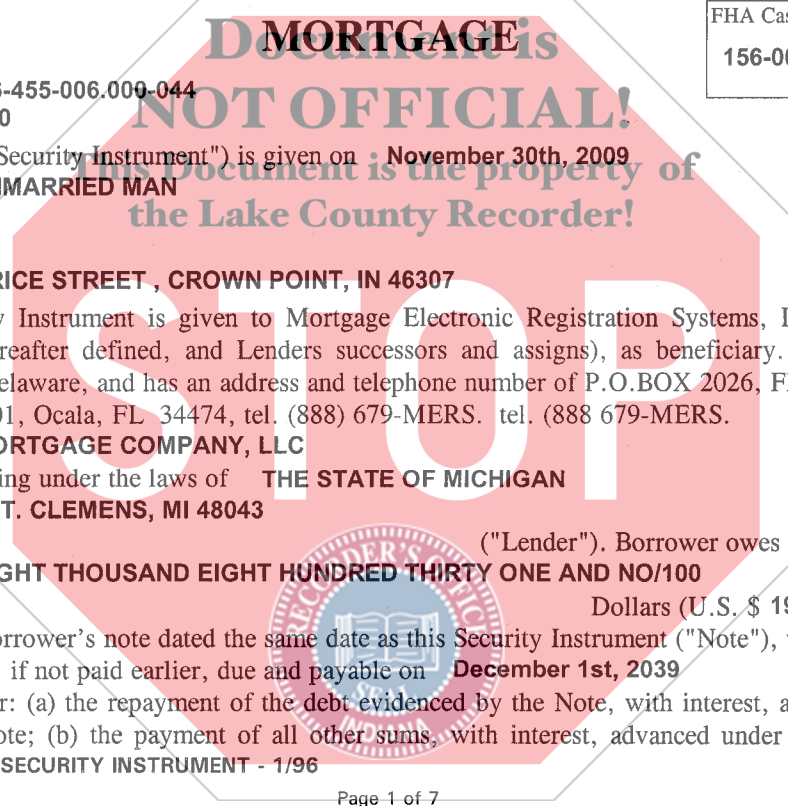 Document is
MORTGAGE
FHA Cas
156-00
NOT OFFICIAL!
-455-006.000-044
0
Security Instrument") is given on November 30th, 2009
This Document is the property of
MARRIED MAN
the Lake County Recorder!
RICE STREET , CROWN POINT, IN 46307
STOP
y Instrument is given to Mortgage Electronic Registration Systems, I
reafter defined, and Lenders successors and assigns), as beneficiary.
elaware, and has an address and telephone number of P.O.BOX 2026, Fl
01, Ocala, FL 34474, tel. (888) 679-MERS. tel. (888 679-MERS.
ORTGAGE COMPANY, LLC
ing under the laws of THE STATE OF MICHIGAN
T. CLEMENS, MI 48043
("Lender"). Borrower owes
GHT THOUSAND EIGHT HUNDRED THIRTY ONE AND NO/100
Dollars (U.S. $ 19
orrower's note dated the same date as this Security Instrument ("Note"),
if not paid earlier, due and payable on December 1st, 2039
r: (a) the repayment of the debt evidenced by the Note, with interest, a
ote; (b) the payment of all other sums, with interest, advanced under
SECURITY INSTRUMENT - 1/96
RECORDER'S OFFICE
SEAL
INDIANA
Page 1 of 7